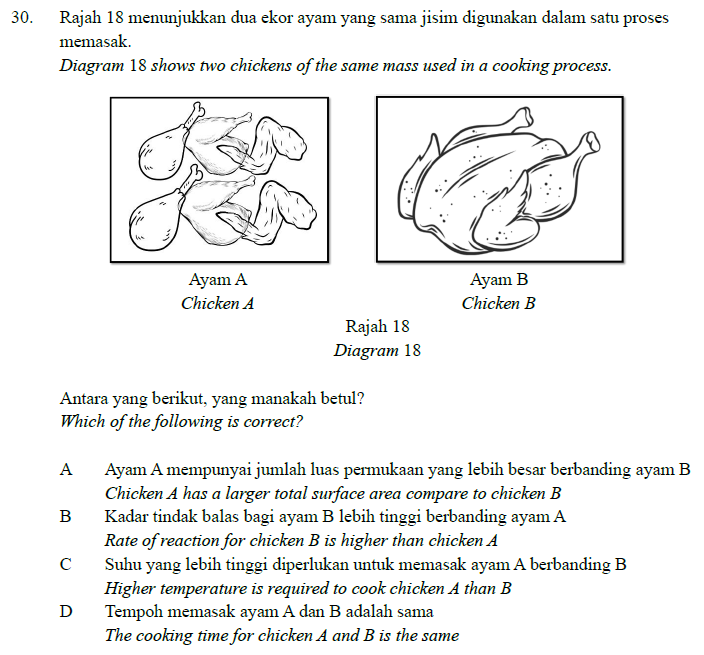 30. Rajah 18 menunjukkan dua ekor ayam yang sama jisim digunakan dalam satu proses
memasak.
Diagram 18 shows two chickens of the same mass used in a cooking process.
Ayam A
Chicken A
Ayam B
Chicken B
Rajah 18
Diagram 18
Antara yang berikut, yang manakah betul?
Which of the following is correct?
A Ayam A mempunyai jumlah luas permukaan yang lebih besar berbanding ayam B
Chicken A has a larger total surface area compare to chicken B
B Kadar tindak balas bagi ayam B lebih tinggi berbanding ayam A
Rate of reaction for chicken B is higher than chicken A
C Suhu yang lebih tinggi diperlukan untuk memasak ayam A berbanding B
Higher temperature is required to cook chicken A than B
D Tempoh memasak ayam A dan B adalah sama
The cooking time for chicken A and B is the same